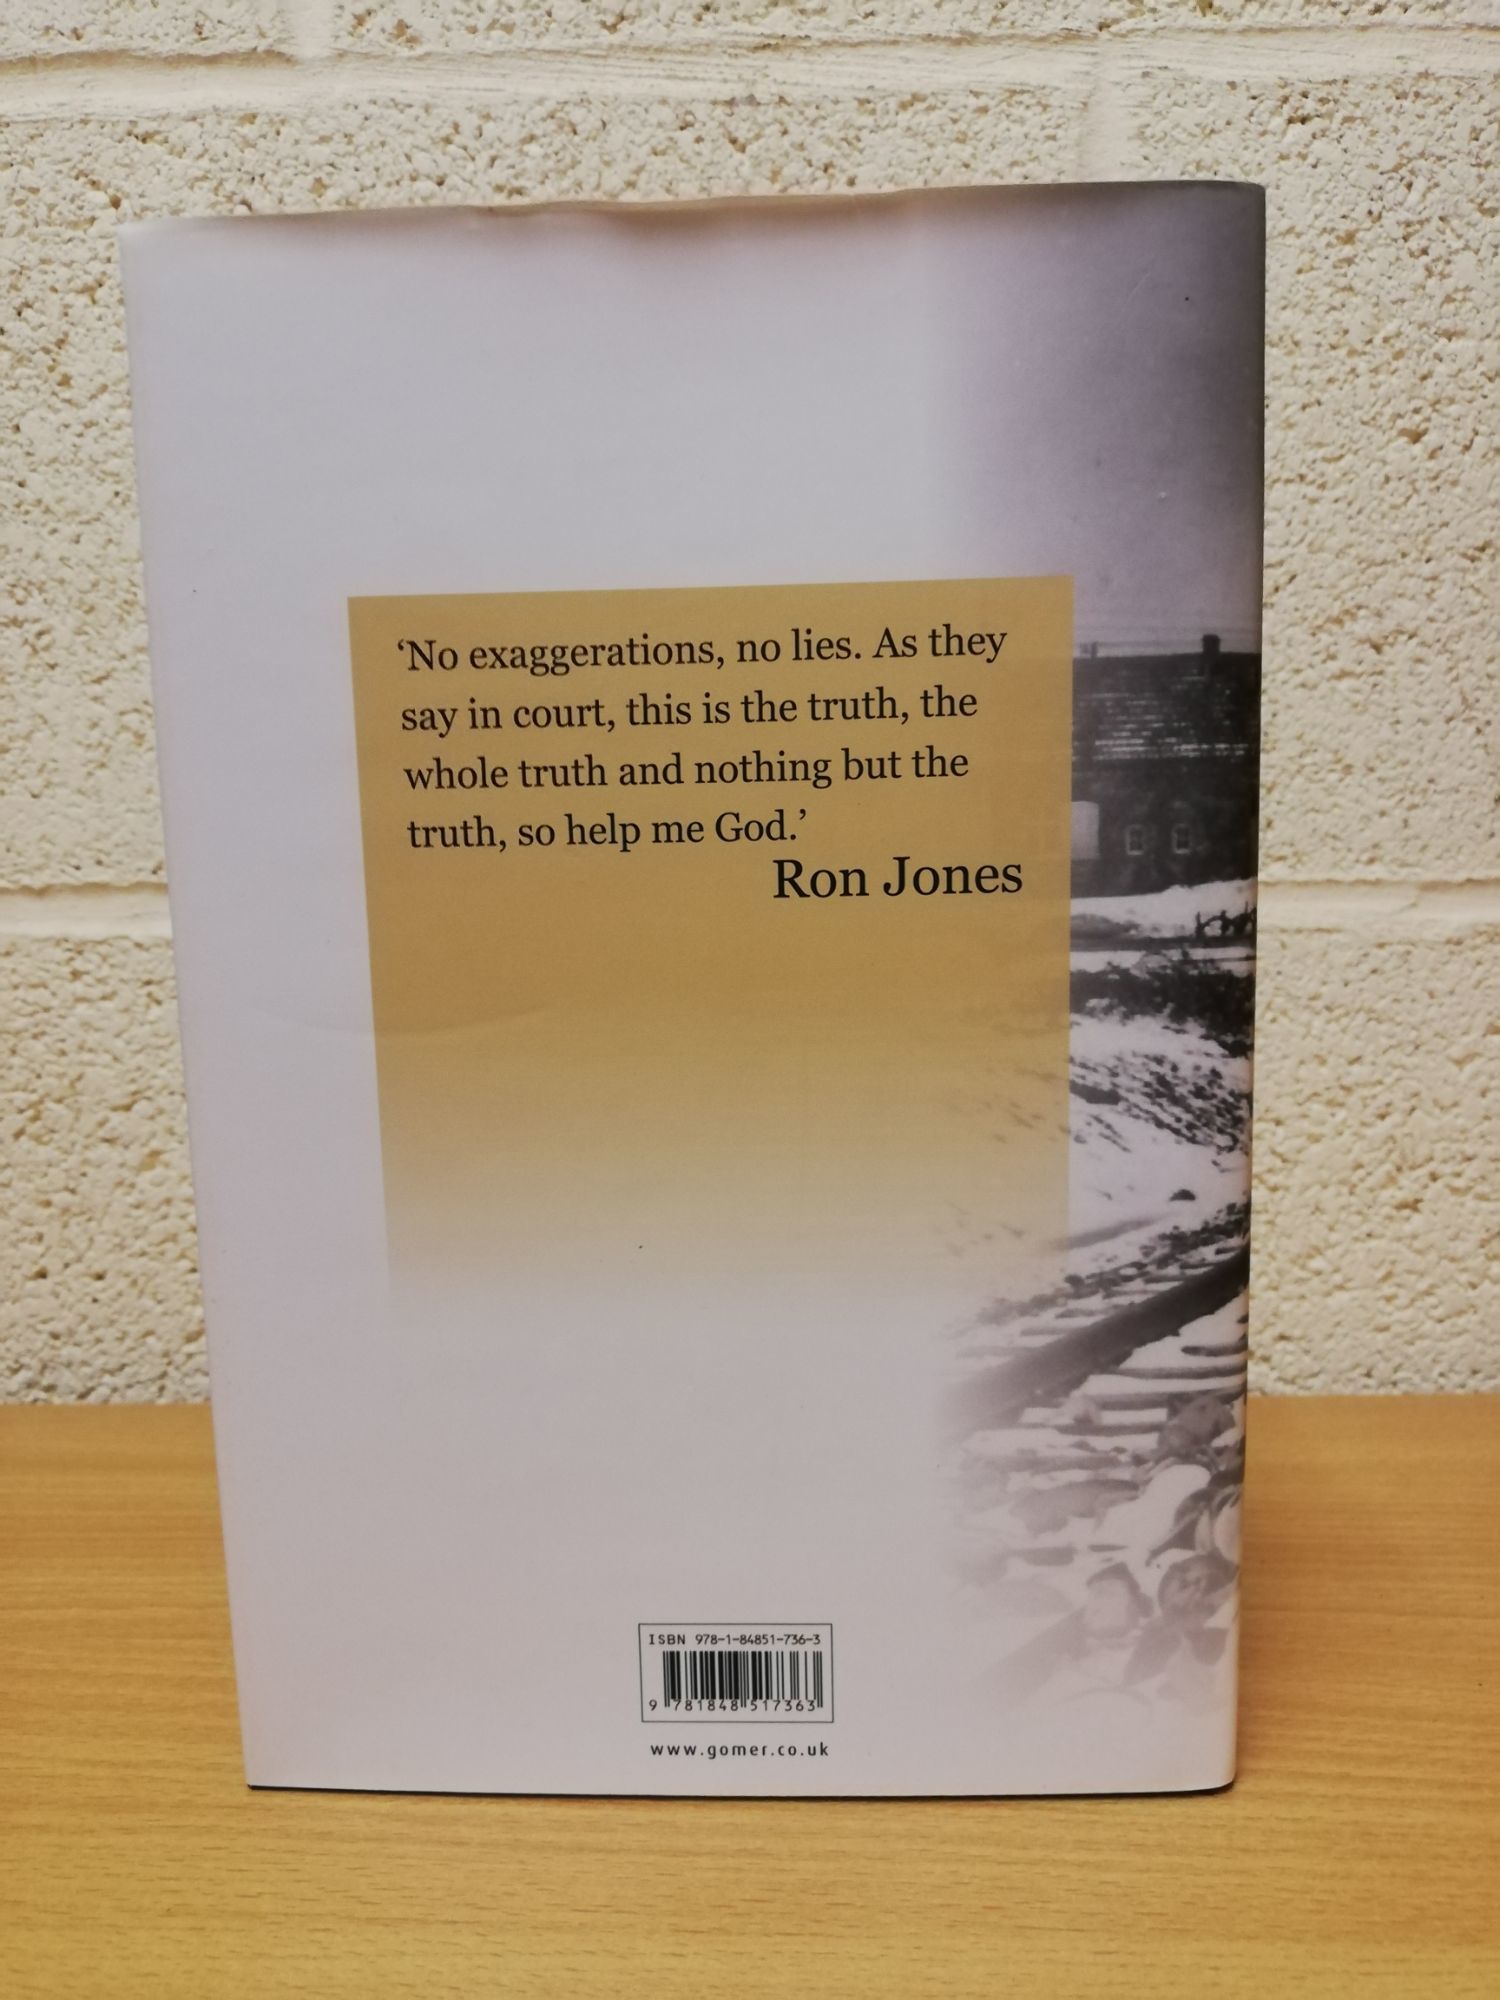 ‘No exaggerations, no lies. As they
say in court, this is the truth, the
whole truth and nothing but the
truth, so help me God.’
Ron Jones
ISBN 978-1-84851-736-3
9 781848 517363
www.gomer.co.uk